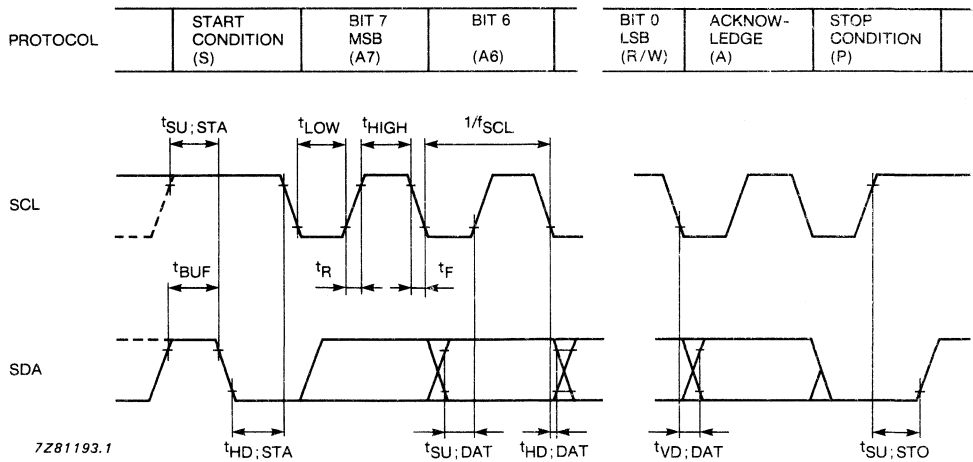 PROTOCOL
START
CONDITION
(S)
BIT 7
MSB
(A7)
BIT 6
(A6)
BIT 0
LSB
(R/W)
ACKNOW-
LEDGE
(A)
STOP
CONDITION
(P)
tSU;STA
tLOW
tHIGH
1/fSCL
SCL
tBUF
tR
tF
SDA
7Z81193.1
tHD;STA
tSU;DAT
tHD;DAT
tVD;DAT
tSU;STO